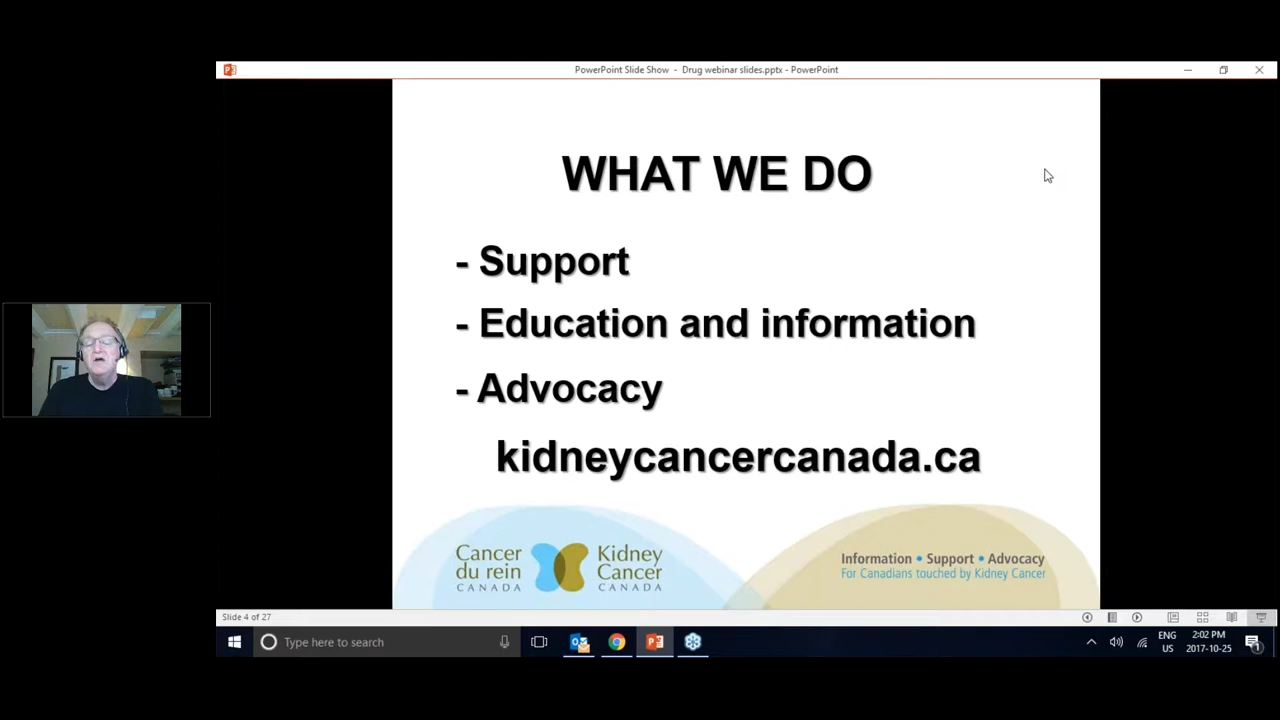 PowerPoint Slide Show - Drug webinar slides.pptx - PowerPoint
WHAT WE DO
- Support
- Education and information
- Advocacy
kidneycancercanada.ca
Cancer
du rein
CANADA
Kidney
Cancer
CANADA
Information • Support • Advocacy
For Canadians touched by Kidney Cancer
Slide 4 of 27
Type here to search
ENG
US
2:02 PM
2017-10-25
1